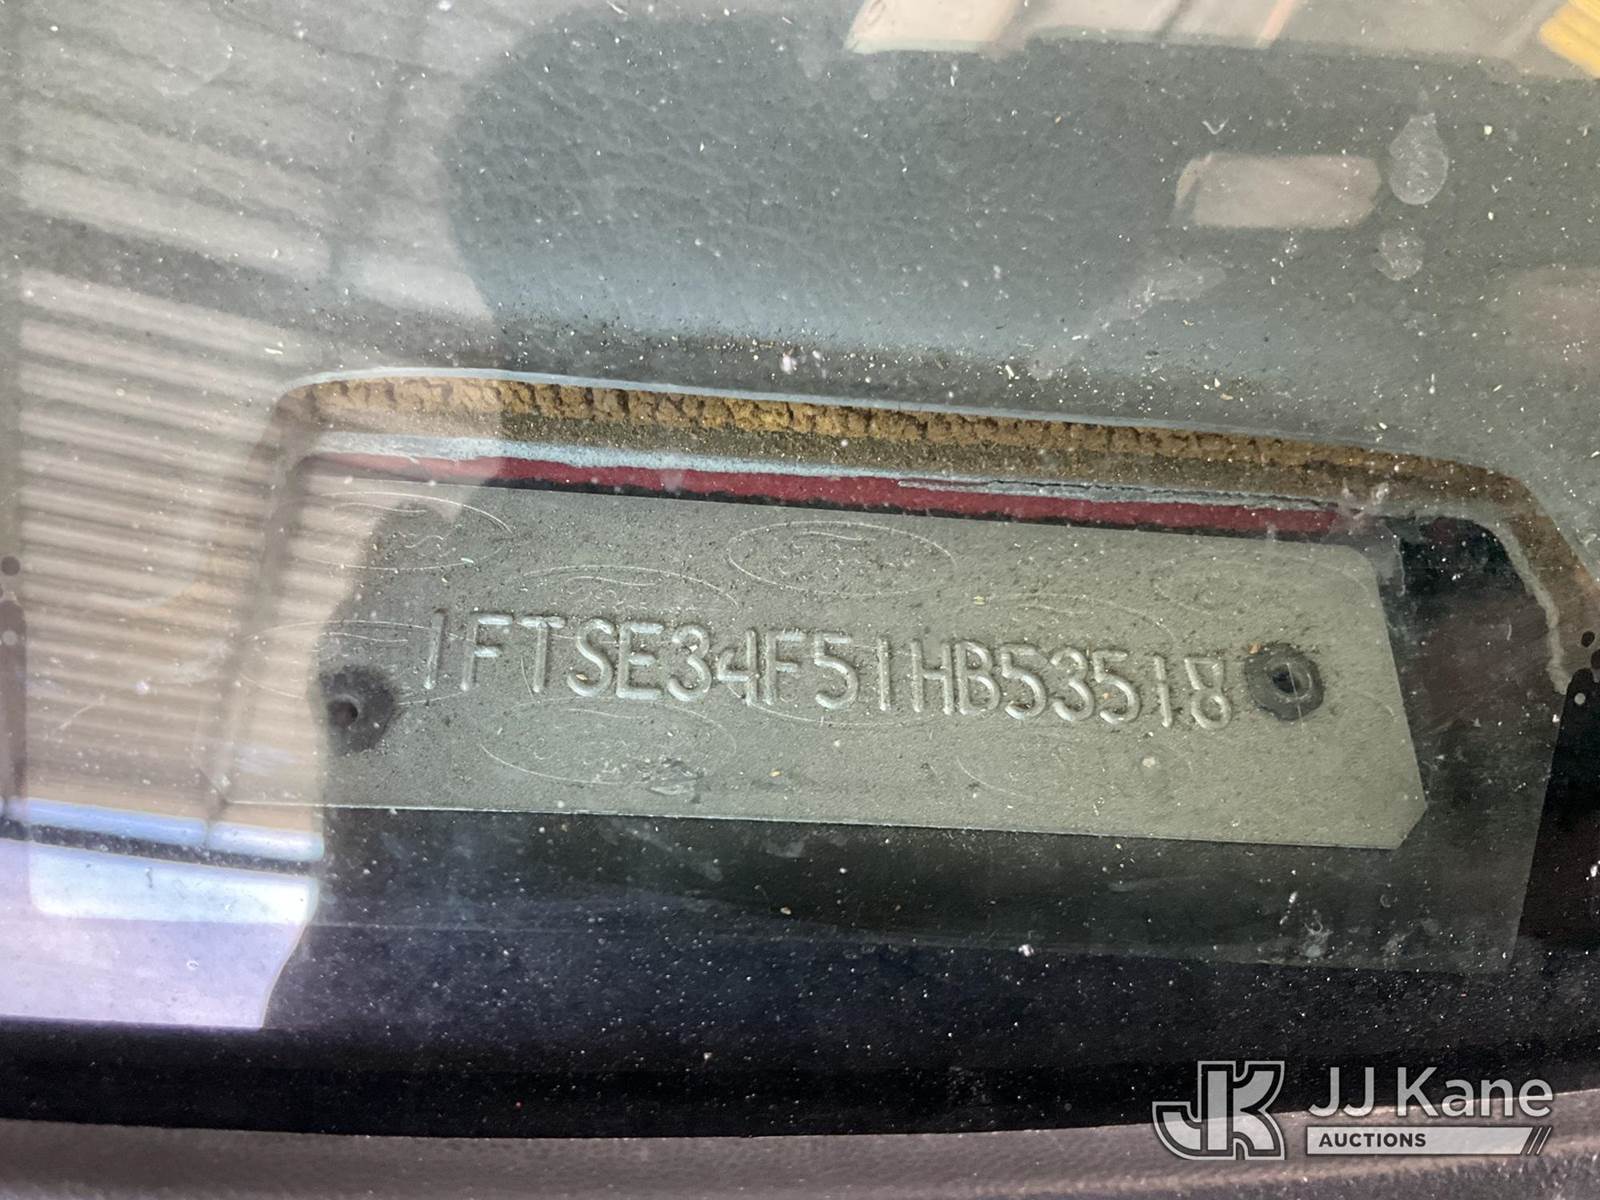 1FTSE34F51HB53518
JJ Kane
AUCTIONS